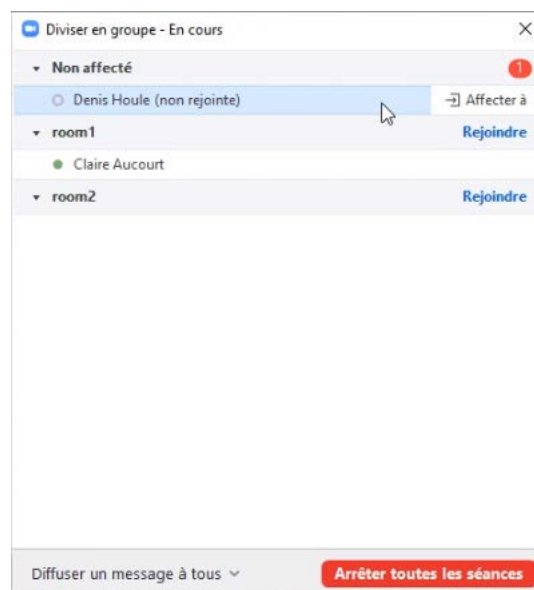 Diviser en groupe - En cours
Non affecté 1
Denis Houle (non rejointe) Affecter à
room1 Rejoindre
Claire Aucourt
room2 Rejoindre
Diffuser un message à tous Arrêter toutes les séances